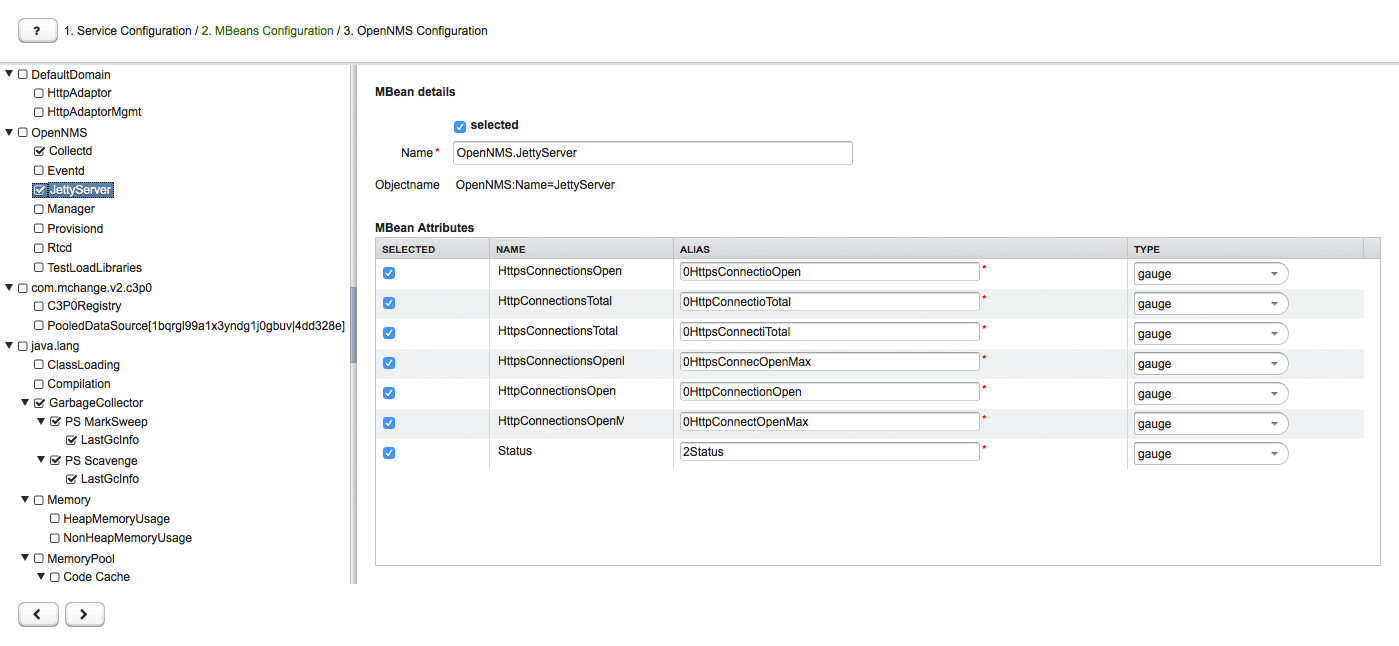 ? 1. Service Configuration / 2. MBeans Configuration / 3. OpenNMS Configuration
DefaultDomain
HttpAdaptor
HttpAdaptorMgmt
OpenNMS
Collectd
Eventd
JettyServer
Manager
Provisiond
Rtcd
TestLoadLibraries
com.mchange.v2.c3p0
C3P0Registry
PooledDataSource[1bqrgl99a1x3yndg1j0gbuv|4dd328e]
java.lang
ClassLoading
Compilation
GarbageCollector
PS MarkSweep
LastGcInfo
PS Scavenge
LastGcInfo
Memory
HeapMemoryUsage
NonHeapMemoryUsage
MemoryPool
Code Cache
MBean details
selected
Name * OpenNMS.JettyServer
Objectname OpenNMS:Name=JettyServer
MBean Attributes
SELECTED NAME ALIAS TYPE
HttpsConnectionsOpen 0HttpsConnectioOpen * gauge
HttpConnectionsTotal 0HttpConnectioTotal * gauge
HttpsConnectionsTotal 0HttpsConnectiTotal * gauge
HttpsConnectionsOpenI 0HttpsConnecOpenMax * gauge
HttpConnectionsOpen 0HttpConnectionOpen * gauge
HttpConnectionsOpenM 0HttpConnectOpenMax * gauge
Status 2Status * gauge